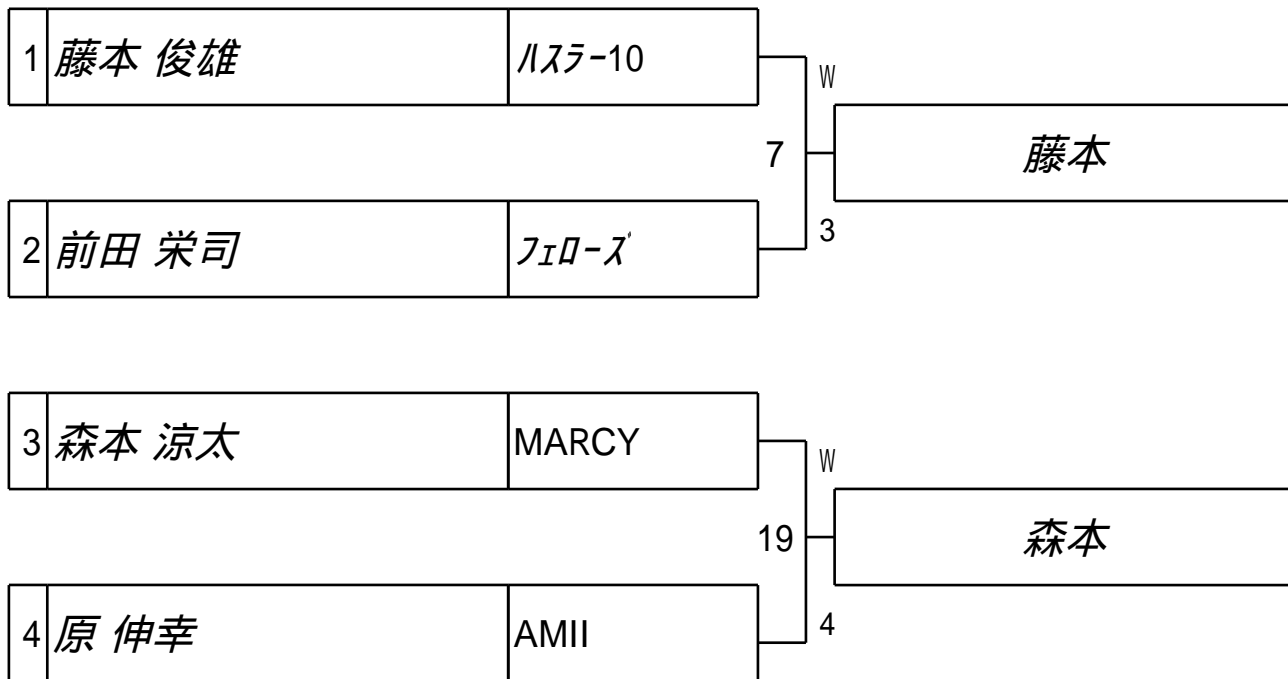 1 藤本 俊雄 ﾊｽﾗｰ10
W
7
藤本
2 前田 栄司 ﾌｪﾛｰｽﾞ
3
3 森本 涼太 MARCY
W
19
森本
4 原 伸幸 AMII
4